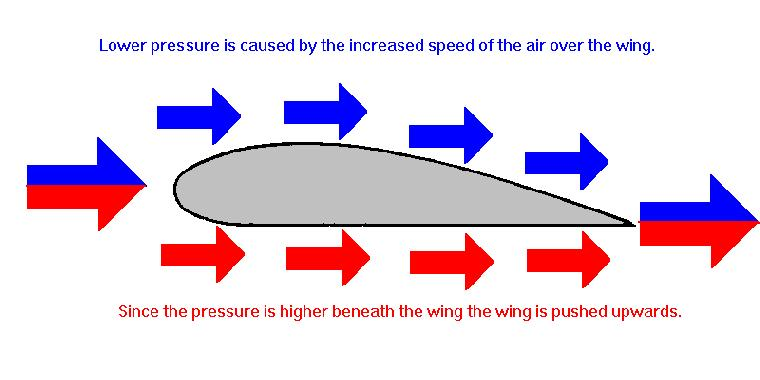 Lower pressure is caused by the increased speed of the air over the wing.
Since the pressure is higher beneath the wing the wing is pushed upwards.